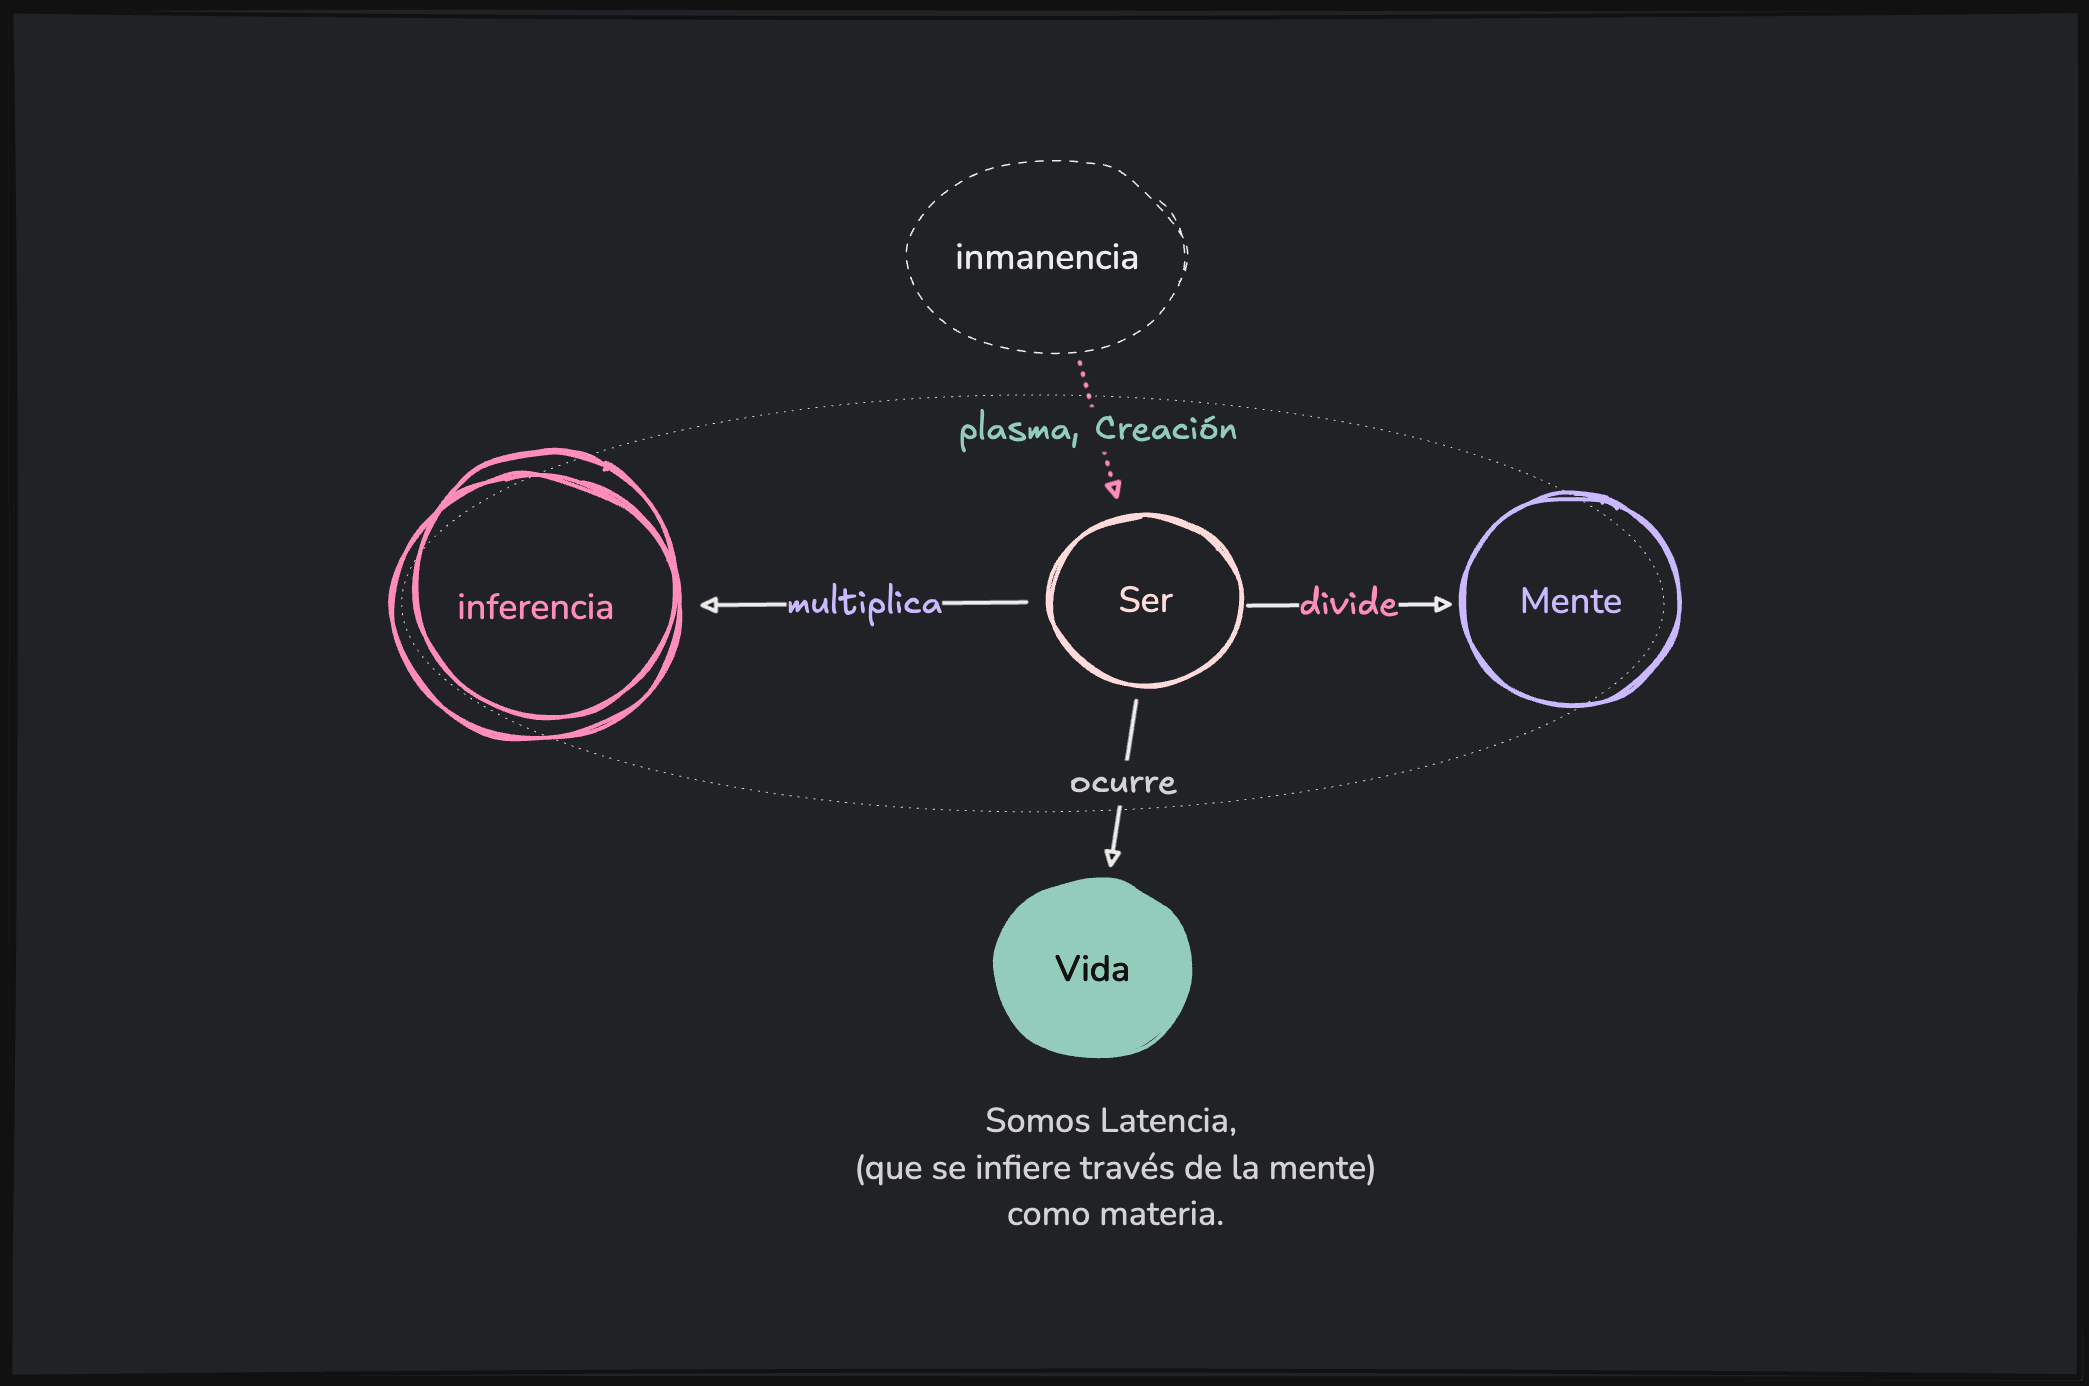 inmanencia
plasma, Creación
inferencia
multiplica
Ser
divide
Mente
ocurre
Vida
Somos Latencia,
(que se infiere través de la mente)
como materia.